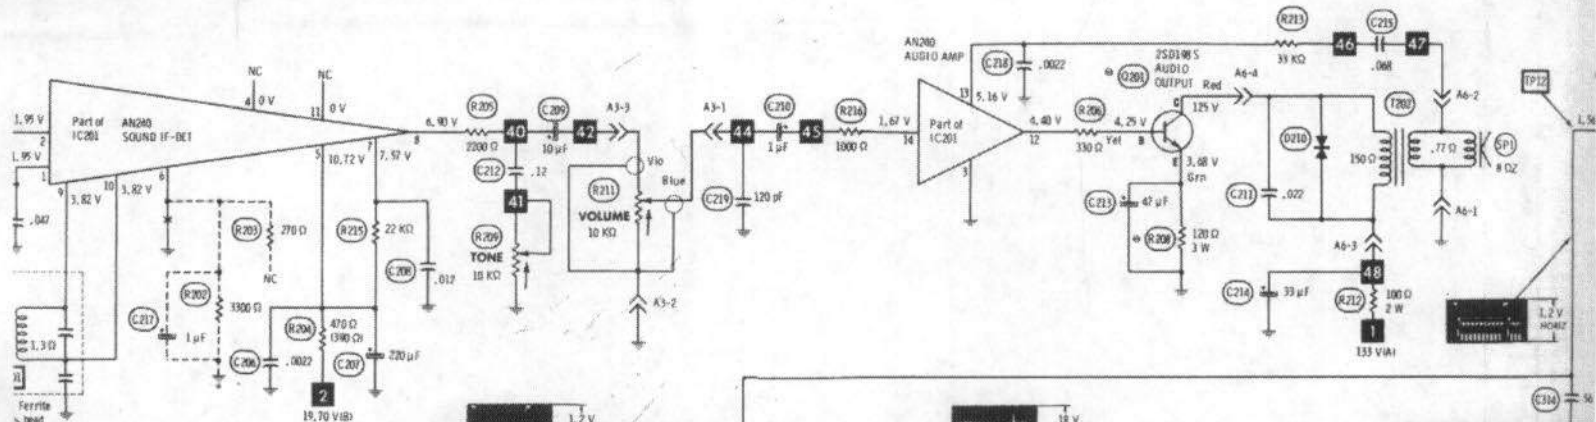 1.95 V
2
Part of
IC201
AN240
SOUND IF-DET
1.95 V
1
9
3.82 V
10
3.82 V
6
NC
4
0 V
NC
11
0 V
5
10.72 V
7
7.57 V
6.90 V
8
.047
1.3 Ω
Ferrite
bead
R203
270 Ω
NC
R202
3300 Ω
C217
1 µF
R215
22 KΩ
C208
.012
R204
470 Ω
(390 Ω)
C206
.0022
C207
220 µF
2
19.70 V(B)
R205
2200 Ω
40
C209
10 µF
42
A3-3
C212
.12
41
R209
TONE
10 KΩ
Vio
R211
VOLUME
10 KΩ
Blue
A3-2
A3-1
44
C210
1 µF
45
R216
1000 Ω
C219
120 pF
1.67 V
14
AN240
AUDIO AMP
Part of
IC201
13
5.16 V
3
4.40 V
12
C218
.0022
R206
330 Ω
4.25 V
Yel
B
Q201
2SD198 S
AUDIO
OUTPUT
Red
C
125 V
E
3.68 V
Grn
C213
47 µF
R208
120 Ω
3 W
A6-4
R213
33 KΩ
46
C215
.068
47
A6-2
D210
C211
.022
T202
150 Ω
.77 Ω
SP1
8 ΩZ
A6-1
A6-3
48
C214
33 µF
R212
100 Ω
2 W
1
133 V(A)
TP12
1.2 V
HORIZ
C314
.56
1.2 V
.18 V